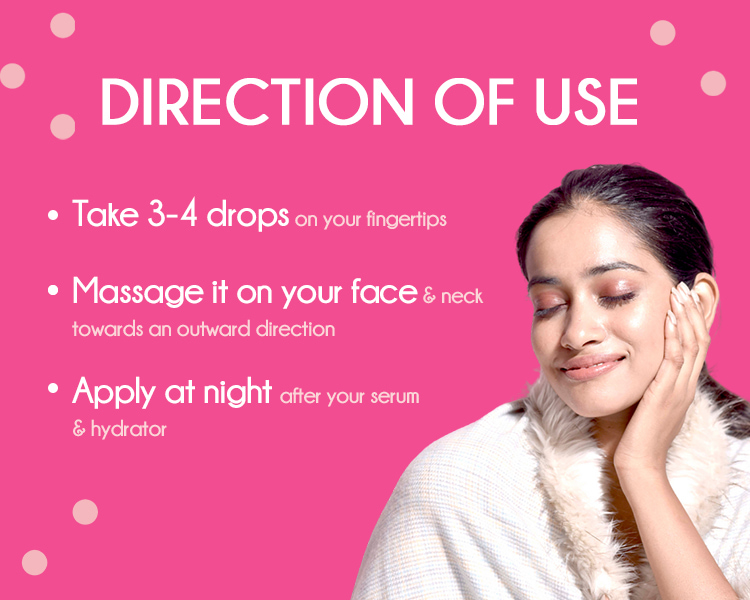 DIRECTION OF USE
• Take 3-4 drops on your fingertips
• Massage it on your face & neck
towards an outward direction
• Apply at night after your serum
& hydrator